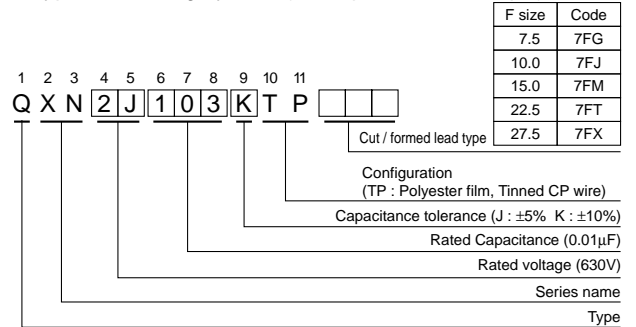 F size Code
7.5 7FG
10.0 7FJ
15.0 7FM
22.5 7FT
27.5 7FX
1 2 3 4 5 6 7 8 9 10 11
Q X N 2 J 1 0 3 K T P
Cut / formed lead type
Configuration
(TP : Polyester film, Tinned CP wire)
Capacitance tolerance (J : ±5% K : ±10%)
Rated Capacitance (0.01µF)
Rated voltage (630V)
Series name
Type